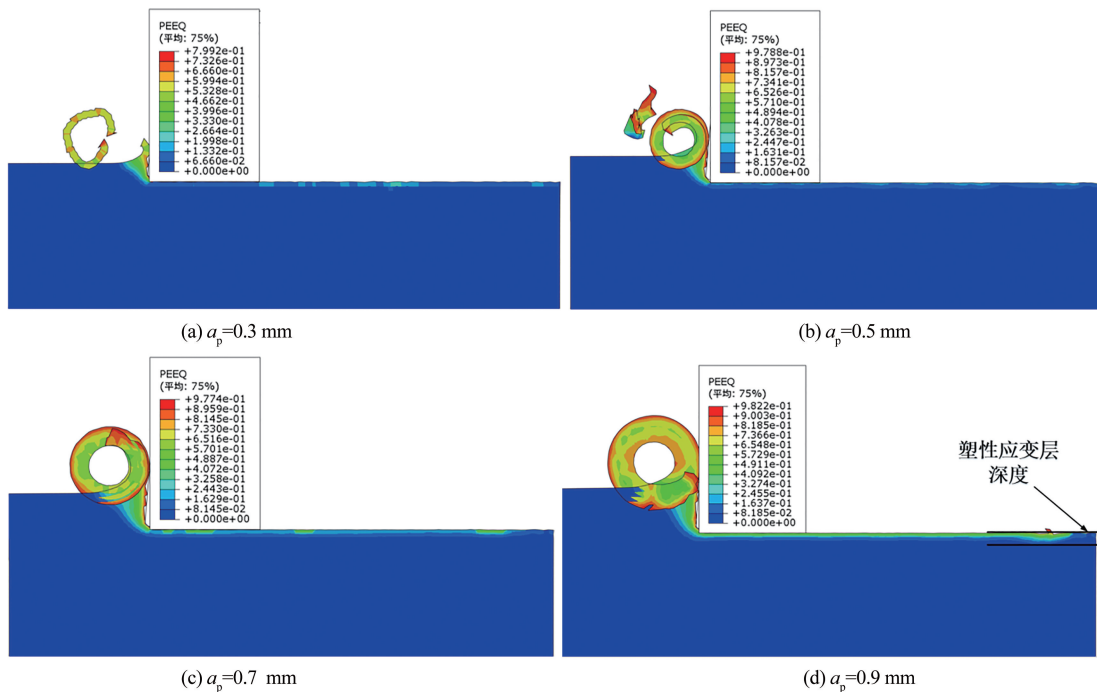 PEEQ
(平均: 75%)
+7.992e-01
+7.326e-01
+6.660e-01
+5.994e-01
+5.328e-01
+4.662e-01
+3.996e-01
+3.330e-01
+2.664e-01
+1.998e-01
+1.332e-01
+6.660e-02
+0.000e+00
(a) ap=0.3 mm
PEEQ
(平均: 75%)
+9.788e-01
+8.973e-01
+8.157e-01
+7.341e-01
+6.526e-01
+5.710e-01
+4.894e-01
+4.078e-01
+3.263e-01
+2.447e-01
+1.631e-01
+8.157e-02
+0.000e+00
(b) ap=0.5 mm
PEEQ
(平均: 75%)
+9.774e-01
+8.959e-01
+8.145e-01
+7.330e-01
+6.516e-01
+5.701e-01
+4.887e-01
+4.072e-01
+3.258e-01
+2.443e-01
+1.629e-01
+8.145e-02
+0.000e+00
(c) ap=0.7 mm
PEEQ
(平均: 75%)
+9.822e-01
+9.003e-01
+8.185e-01
+7.366e-01
+6.548e-01
+5.729e-01
+4.911e-01
+4.092e-01
+3.274e-01
+2.455e-01
+1.637e-01
+8.185e-02
+0.000e+00
塑性应变层
深度
(d) ap=0.9 mm